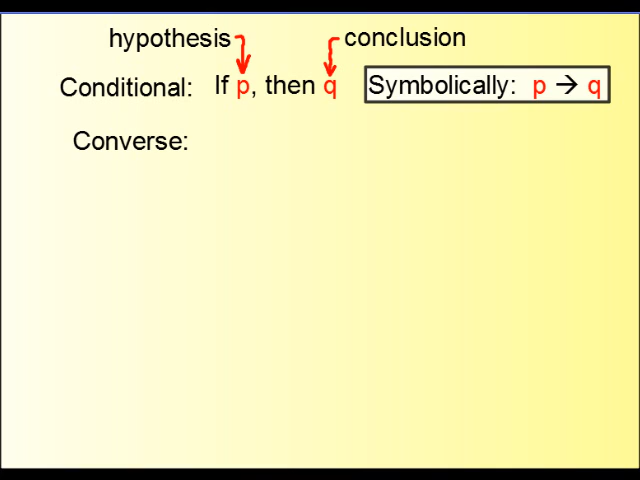 hypothesis conclusion
Conditional: If p, then q Symbolically: p → q
Converse: